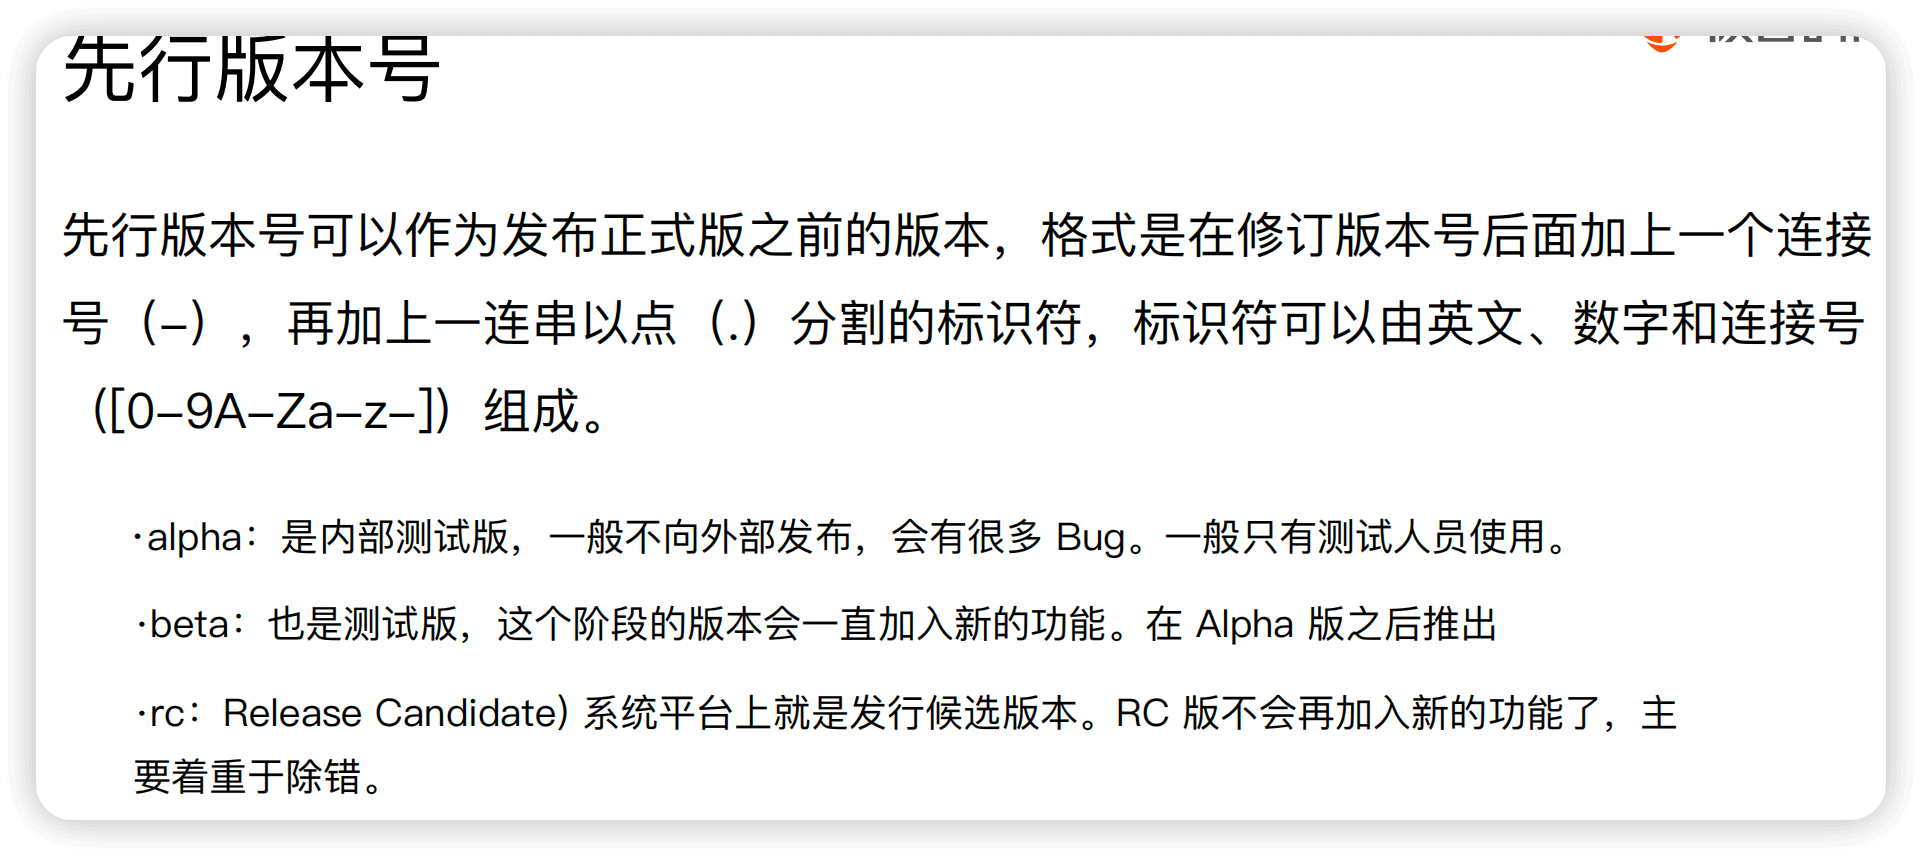 先行版本号
先行版本号可以作为发布正式版之前的版本，格式是在修订版本号后面加上一个连接
号（-），再加上一连串以点（.）分割的标识符，标识符可以由英文、数字和连接号
（[0-9A-Za-z-]）组成。
·alpha：是内部测试版，一般不向外部发布，会有很多 Bug。一般只有测试人员使用。
·beta：也是测试版，这个阶段的版本会一直加入新的功能。在 Alpha 版之后推出
·rc：Release Candidate) 系统平台上就是发行候选版本。RC 版不会再加入新的功能了，主
要着重于除错。